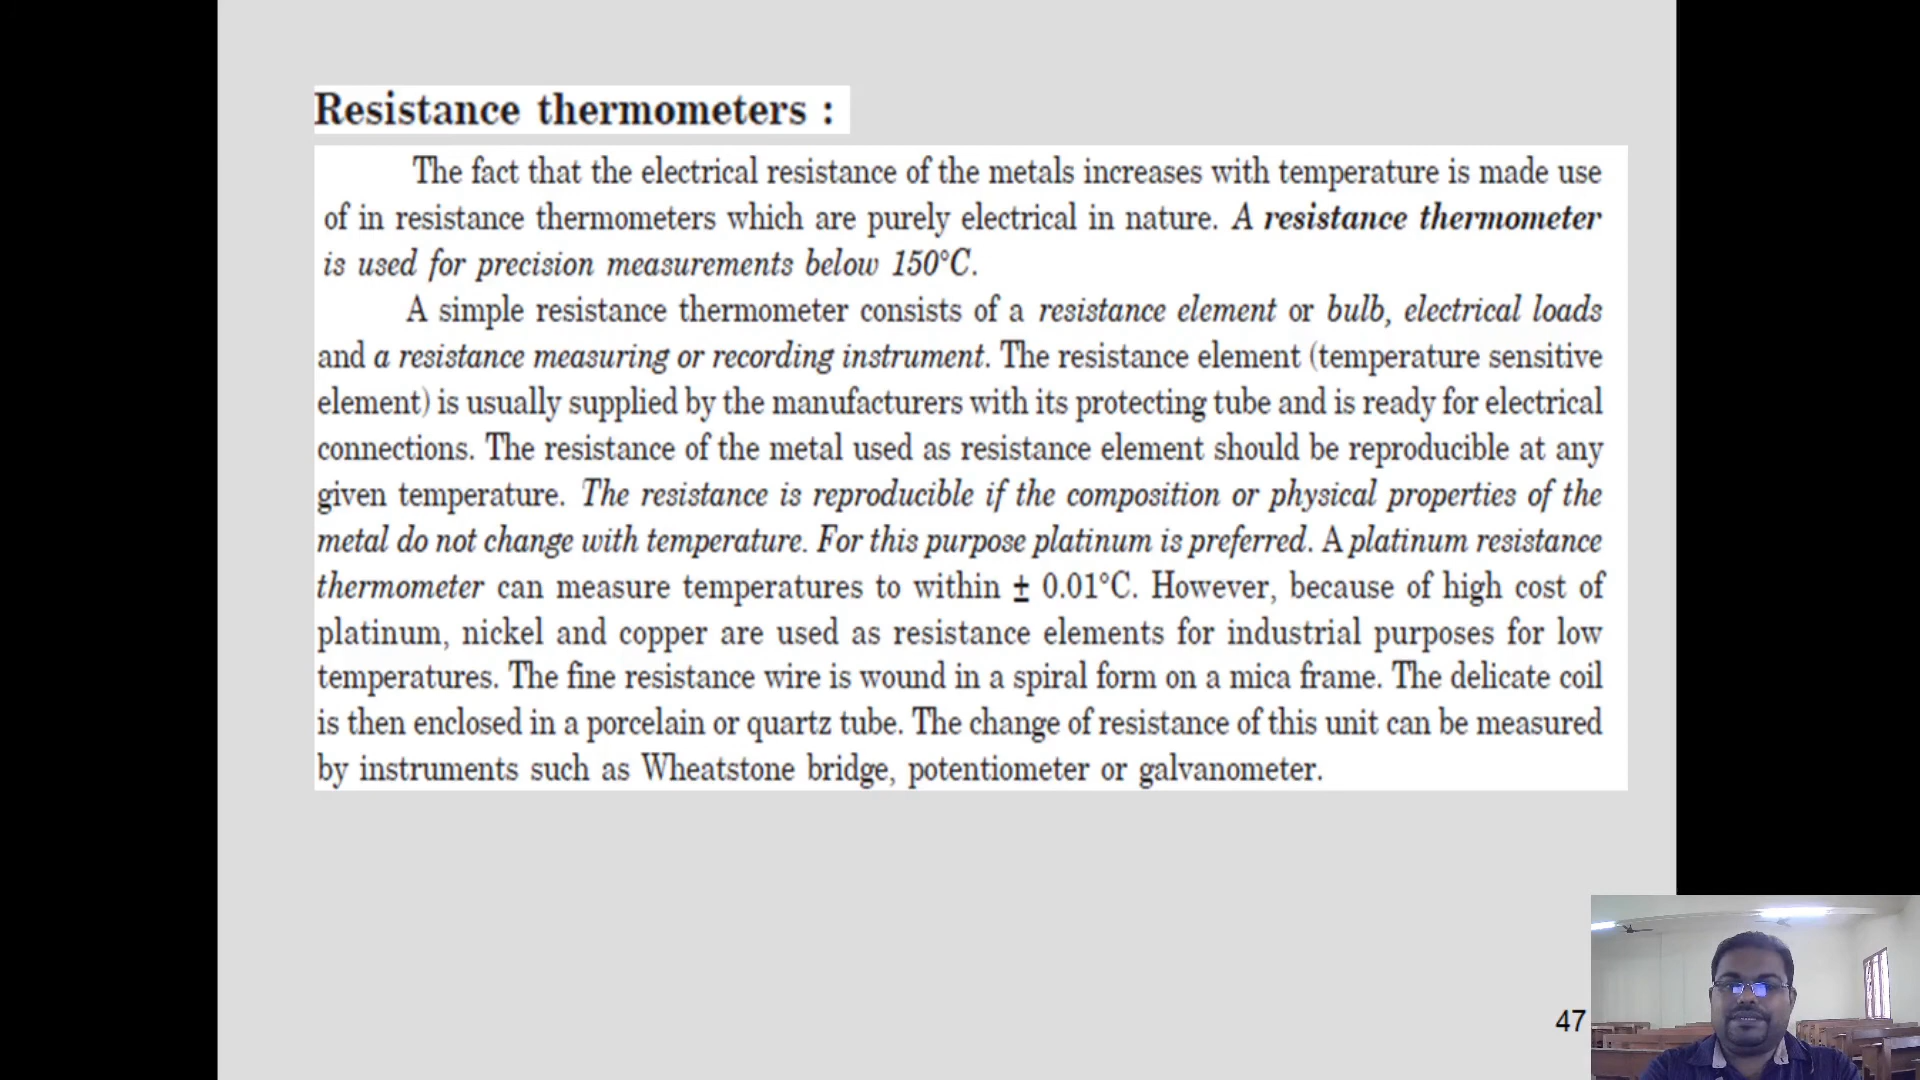 Resistance thermometers :
The fact that the electrical resistance of the metals increases with temperature is made use
of in resistance thermometers which are purely electrical in nature. A resistance thermometer
is used for precision measurements below 150°C.
A simple resistance thermometer consists of a resistance element or bulb, electrical loads
and a resistance measuring or recording instrument. The resistance element (temperature sensitive
element) is usually supplied by the manufacturers with its protecting tube and is ready for electrical
connections. The resistance of the metal used as resistance element should be reproducible at any
given temperature. The resistance is reproducible if the composition or physical properties of the
metal do not change with temperature. For this purpose platinum is preferred. A platinum resistance
thermometer can measure temperatures to within ± 0.01°C. However, because of high cost of
platinum, nickel and copper are used as resistance elements for industrial purposes for low
temperatures. The fine resistance wire is wound in a spiral form on a mica frame. The delicate coil
is then enclosed in a porcelain or quartz tube. The change of resistance of this unit can be measured
by instruments such as Wheatstone bridge, potentiometer or galvanometer.
47